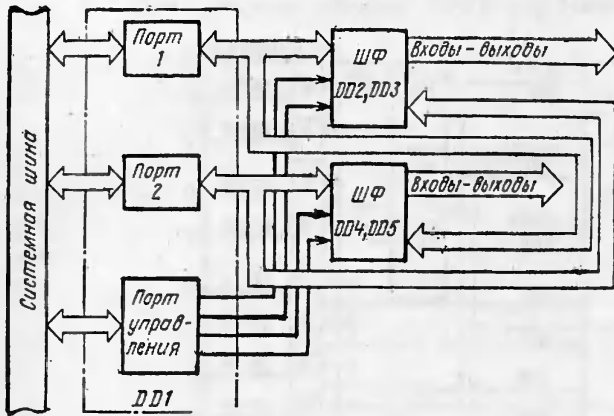 Системная шина
Порт
1
ШФ
DD2,DD3
Входы-выходы
Порт
2
ШФ
DD4,DD5
Входы-выходы
Порт
управ-
ления
DD1